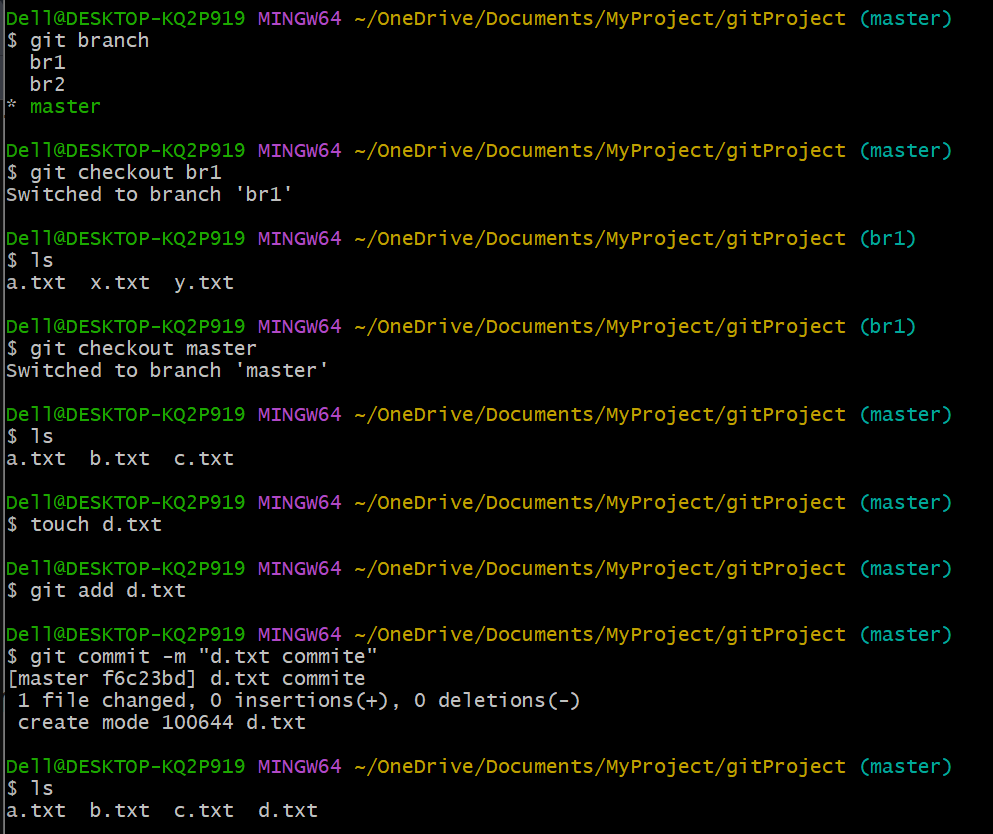 Dell@DESKTOP-KQ2P919 MINGW64 ~/OneDrive/Documents/MyProject/gitProject (master)
$ git branch
  br1
  br2
* master

Dell@DESKTOP-KQ2P919 MINGW64 ~/OneDrive/Documents/MyProject/gitProject (master)
$ git checkout br1
Switched to branch 'br1'

Dell@DESKTOP-KQ2P919 MINGW64 ~/OneDrive/Documents/MyProject/gitProject (br1)
$ ls
a.txt  x.txt  y.txt

Dell@DESKTOP-KQ2P919 MINGW64 ~/OneDrive/Documents/MyProject/gitProject (br1)
$ git checkout master
Switched to branch 'master'

Dell@DESKTOP-KQ2P919 MINGW64 ~/OneDrive/Documents/MyProject/gitProject (master)
$ ls
a.txt  b.txt  c.txt

Dell@DESKTOP-KQ2P919 MINGW64 ~/OneDrive/Documents/MyProject/gitProject (master)
$ touch d.txt

Dell@DESKTOP-KQ2P919 MINGW64 ~/OneDrive/Documents/MyProject/gitProject (master)
$ git add d.txt

Dell@DESKTOP-KQ2P919 MINGW64 ~/OneDrive/Documents/MyProject/gitProject (master)
$ git commit -m "d.txt commite"
[master f6c23bd] d.txt commite
 1 file changed, 0 insertions(+), 0 deletions(-)
 create mode 100644 d.txt

Dell@DESKTOP-KQ2P919 MINGW64 ~/OneDrive/Documents/MyProject/gitProject (master)
$ ls
a.txt  b.txt  c.txt  d.txt